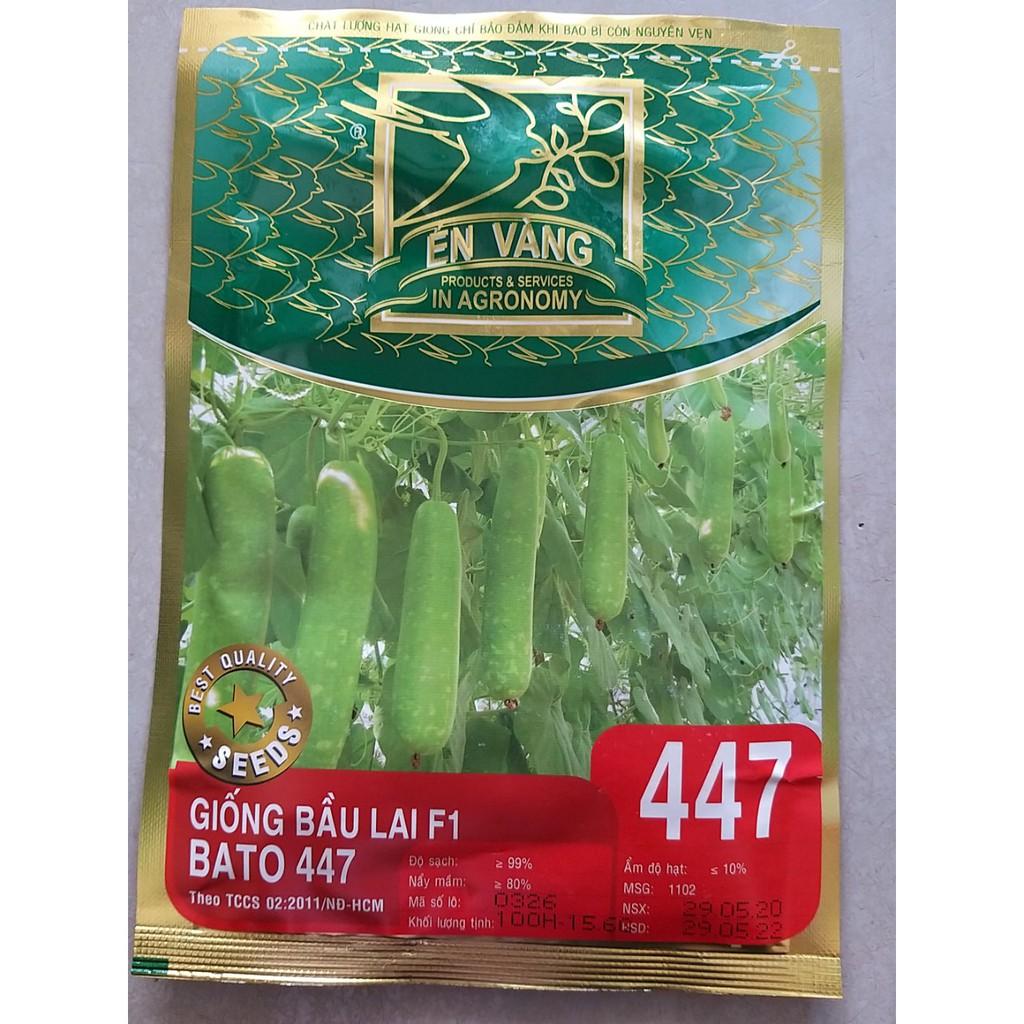 CHẤT LƯỢNG HẠT GIỐNG CHỈ BẢO ĐẢM KHI BAO BÌ CÒN NGUYÊN VẸN
®
ÉN VÀNG
PRODUCTS & SERVICES
IN AGRONOMY
BEST QUALITY
SEEDS
447
GIỐNG BẦU LAI F1
BATO 447
Theo TCCS 02:2011/NĐ-HCM
Độ sạch: ≥ 99%
Nẩy mầm: ≥ 80%
Mã số lô: 0326
Khối lượng tịnh: 100H-15.6
Ẩm độ hạt: ≤ 10%
MSG: 1102
NSX: 29.05.20
HSD: 29.05.22